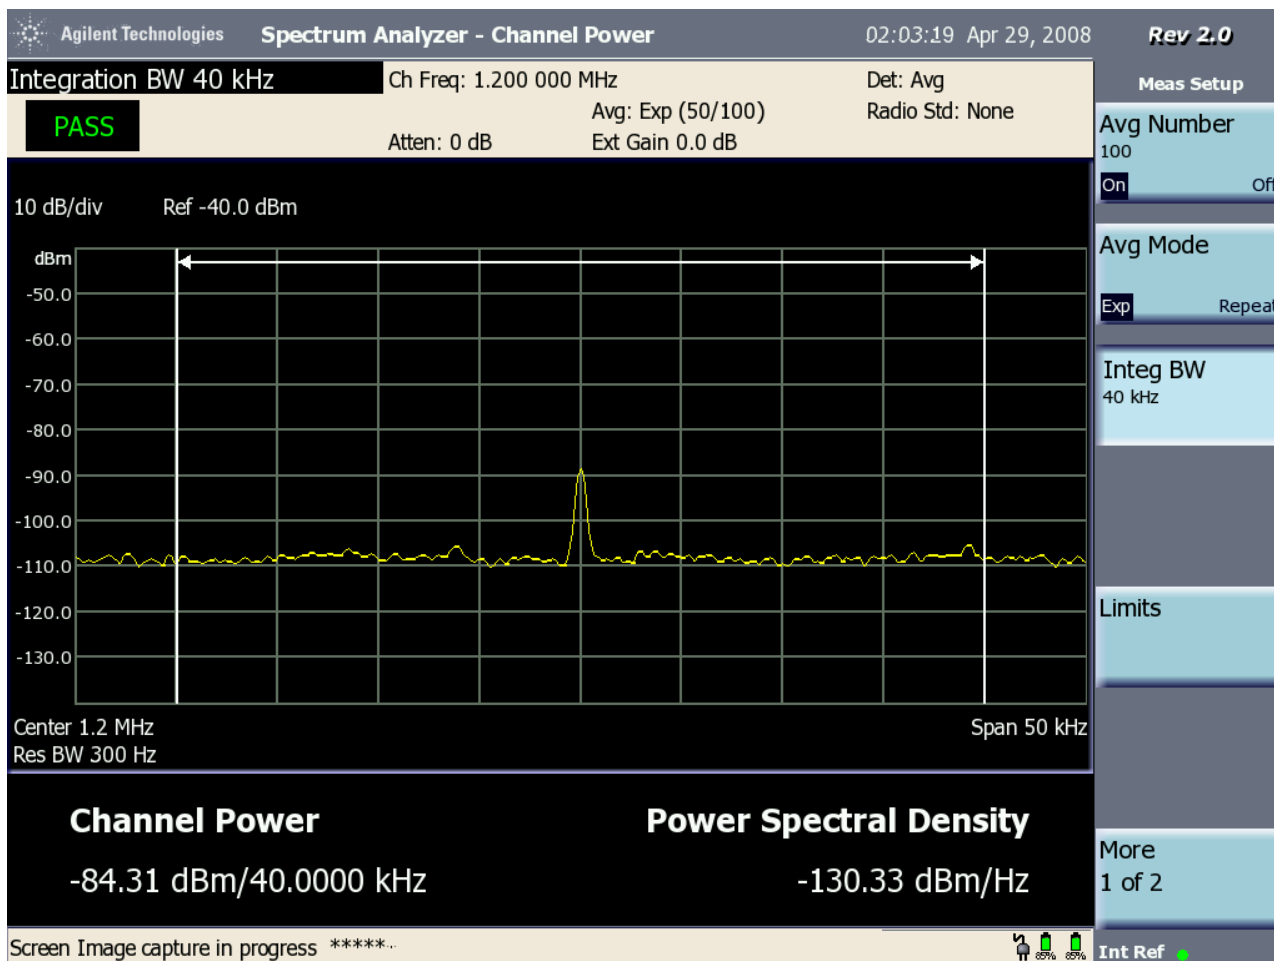 Agilent Technologies Spectrum Analyzer - Channel Power 02:03:19 Apr 29, 2008 Rev 2.0
Integration BW 40 kHz Ch Freq: 1.200 000 MHz Det: Avg
PASS Avg: Exp (50/100) Radio Std: None
Atten: 0 dB Ext Gain 0.0 dB
10 dB/div Ref -40.0 dBm
dBm
-50.0
-60.0
-70.0
-80.0
-90.0
-100.0
-110.0
-120.0
-130.0
Center 1.2 MHz Span 50 kHz
Res BW 300 Hz
Channel Power Power Spectral Density
-84.31 dBm/40.0000 kHz -130.33 dBm/Hz
Screen Image capture in progress *****..
85% 85%
Meas Setup
Avg Number
100
On Off
Avg Mode
Exp Repeat
Integ BW
40 kHz
Limits
More
1 of 2
Int Ref